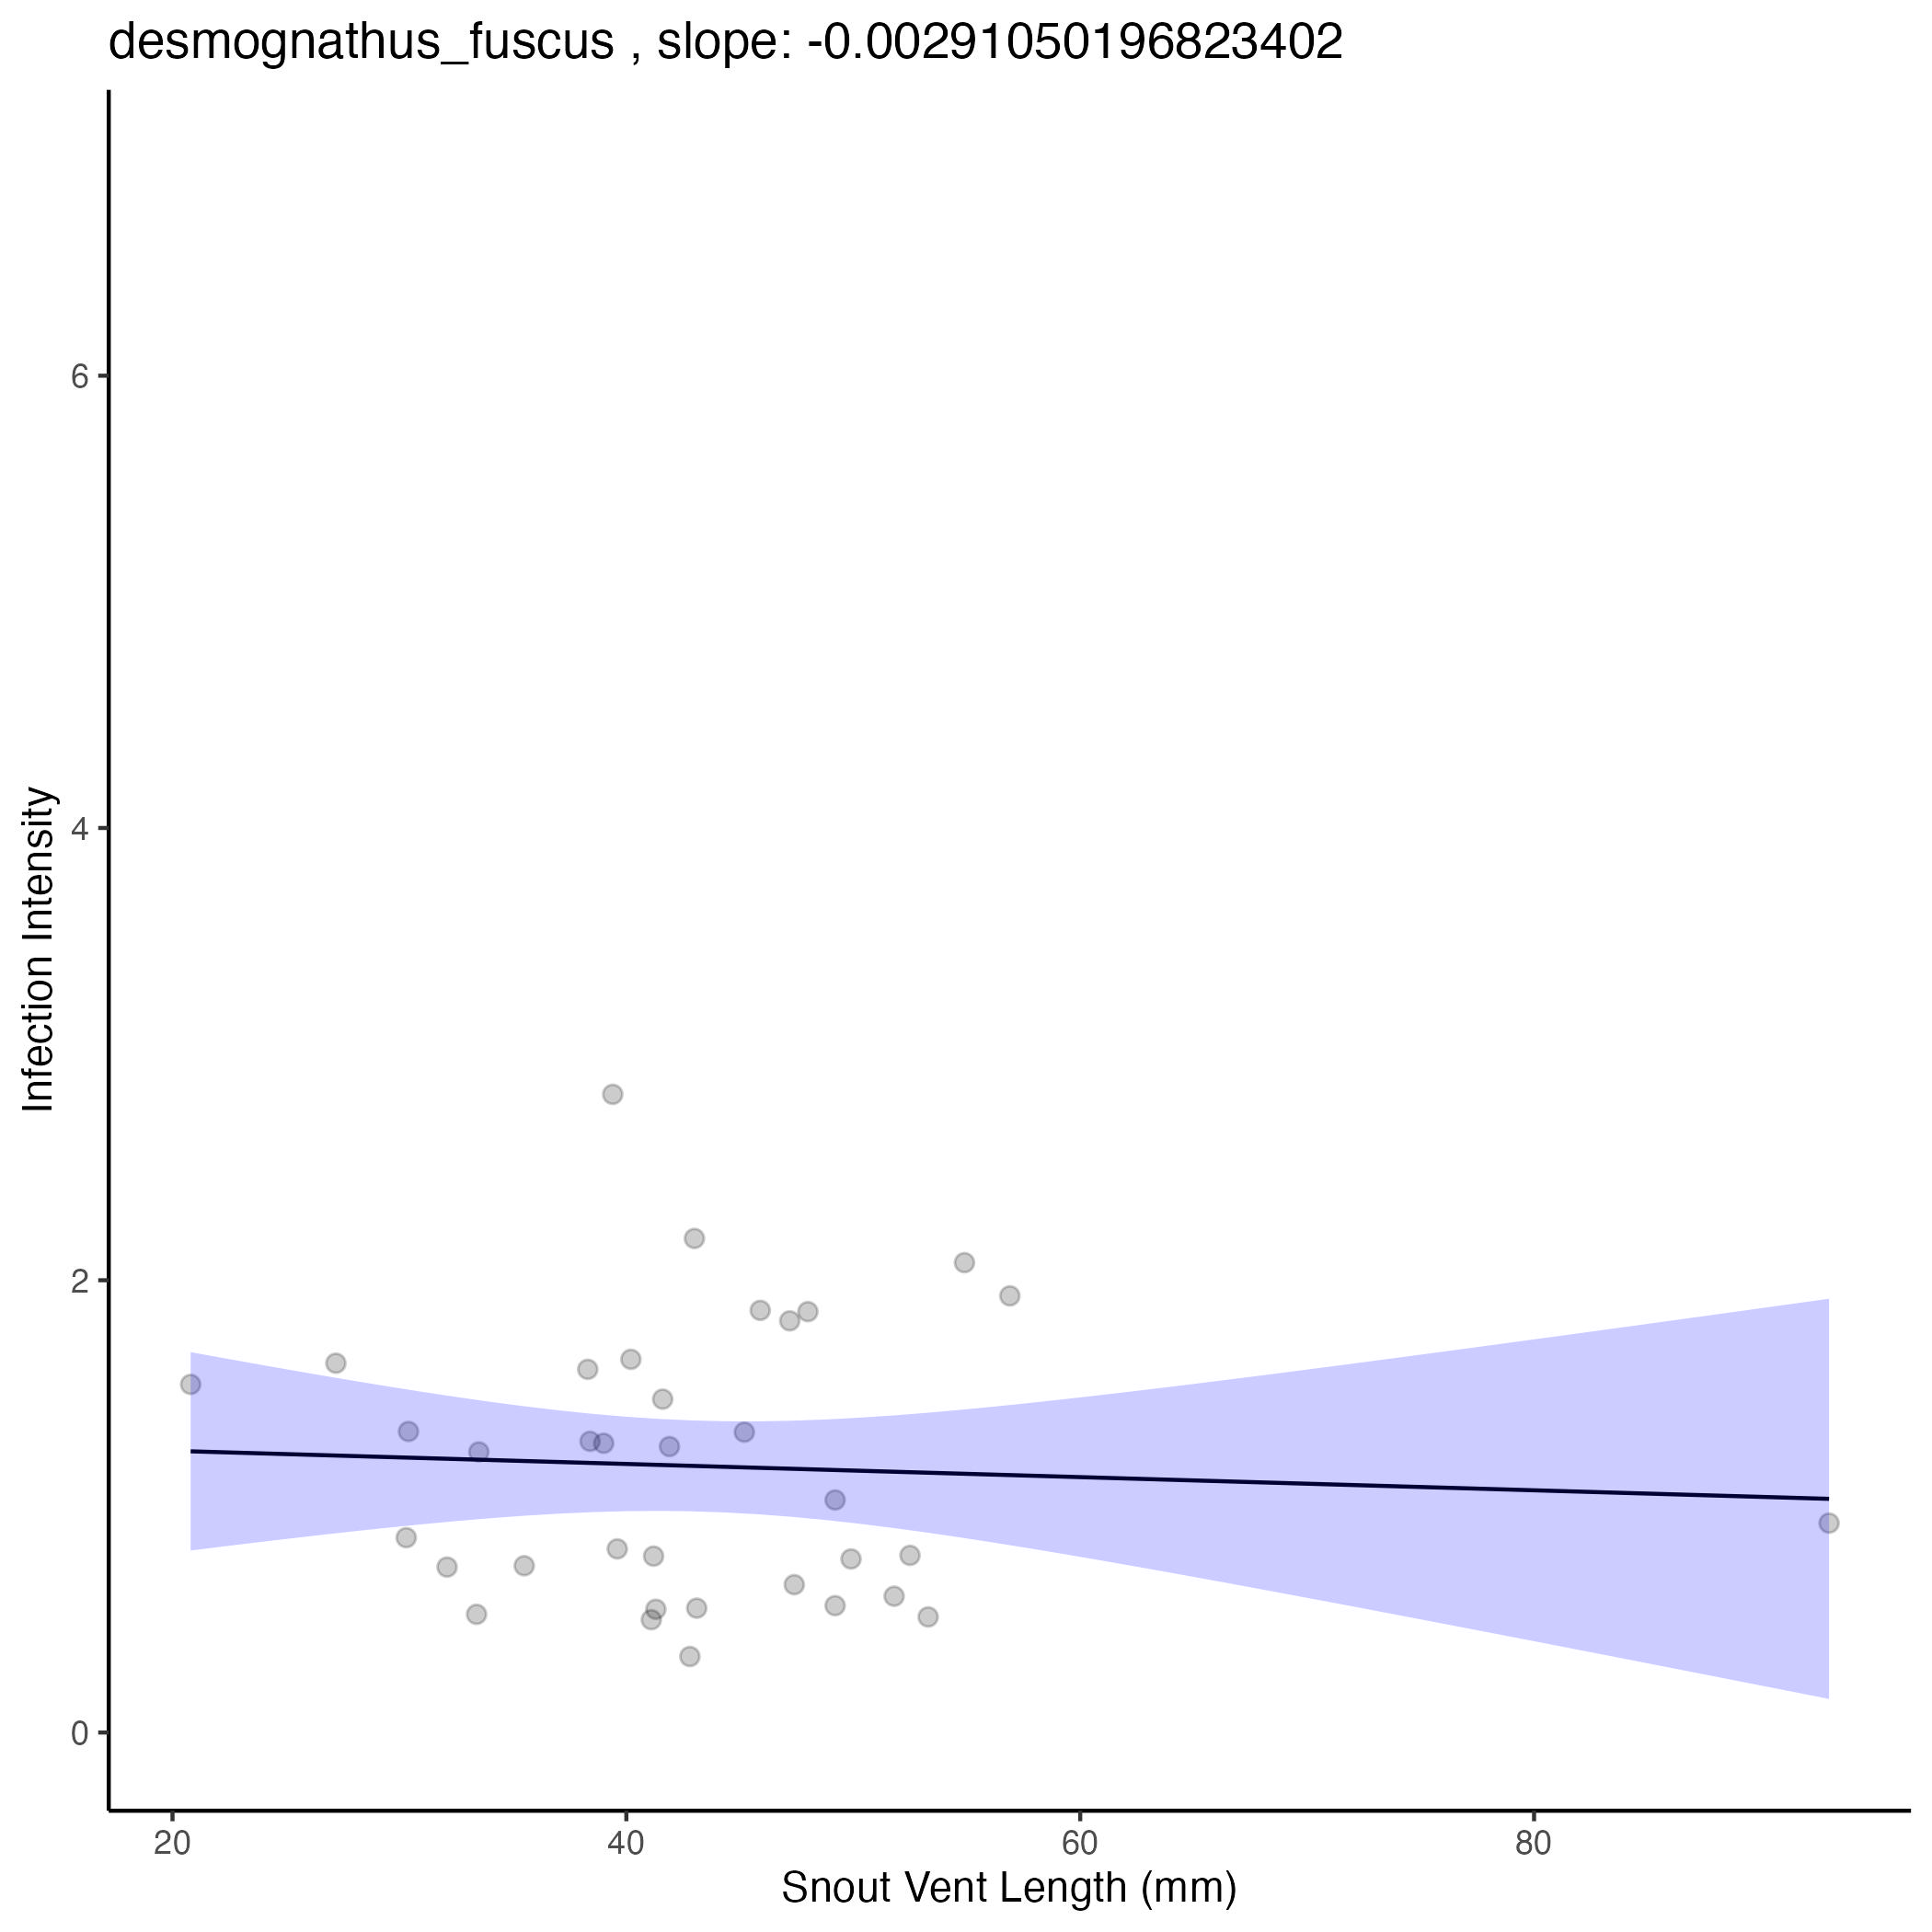 desmognathus_fuscus , slope: -0.00291050196823402
Infection Intensity
6
4
2
0
20 40 60 80
Snout Vent Length (mm)